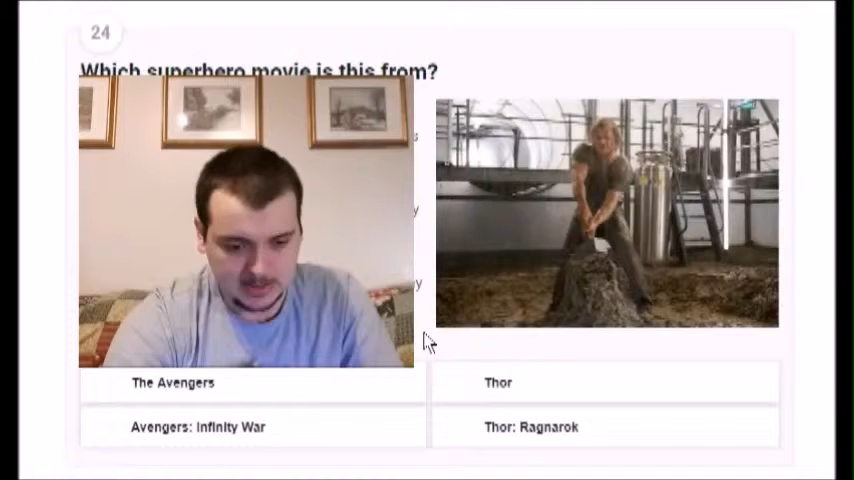 24
Which superhero movie is this from?
The Avengers
Thor
Avengers: Infinity War
Thor: Ragnarok